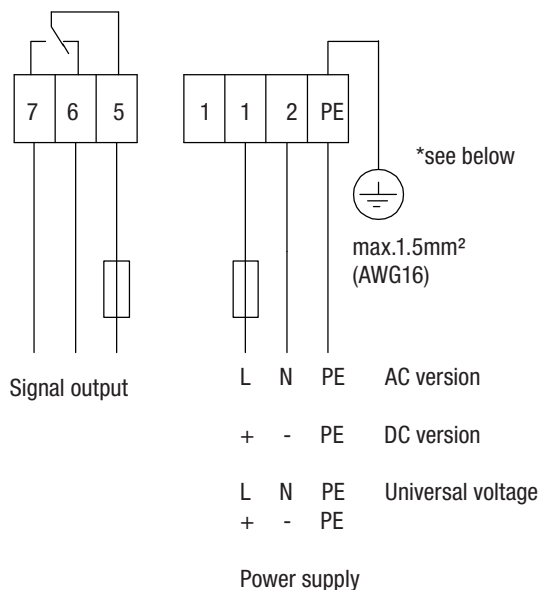 7 6 5 1 1 2 PE
*see below
max.1.5mm²
(AWG16)
Signal output
L N PE AC version
+ - PE DC version
L N PE Universal voltage
+ - PE
Power supply